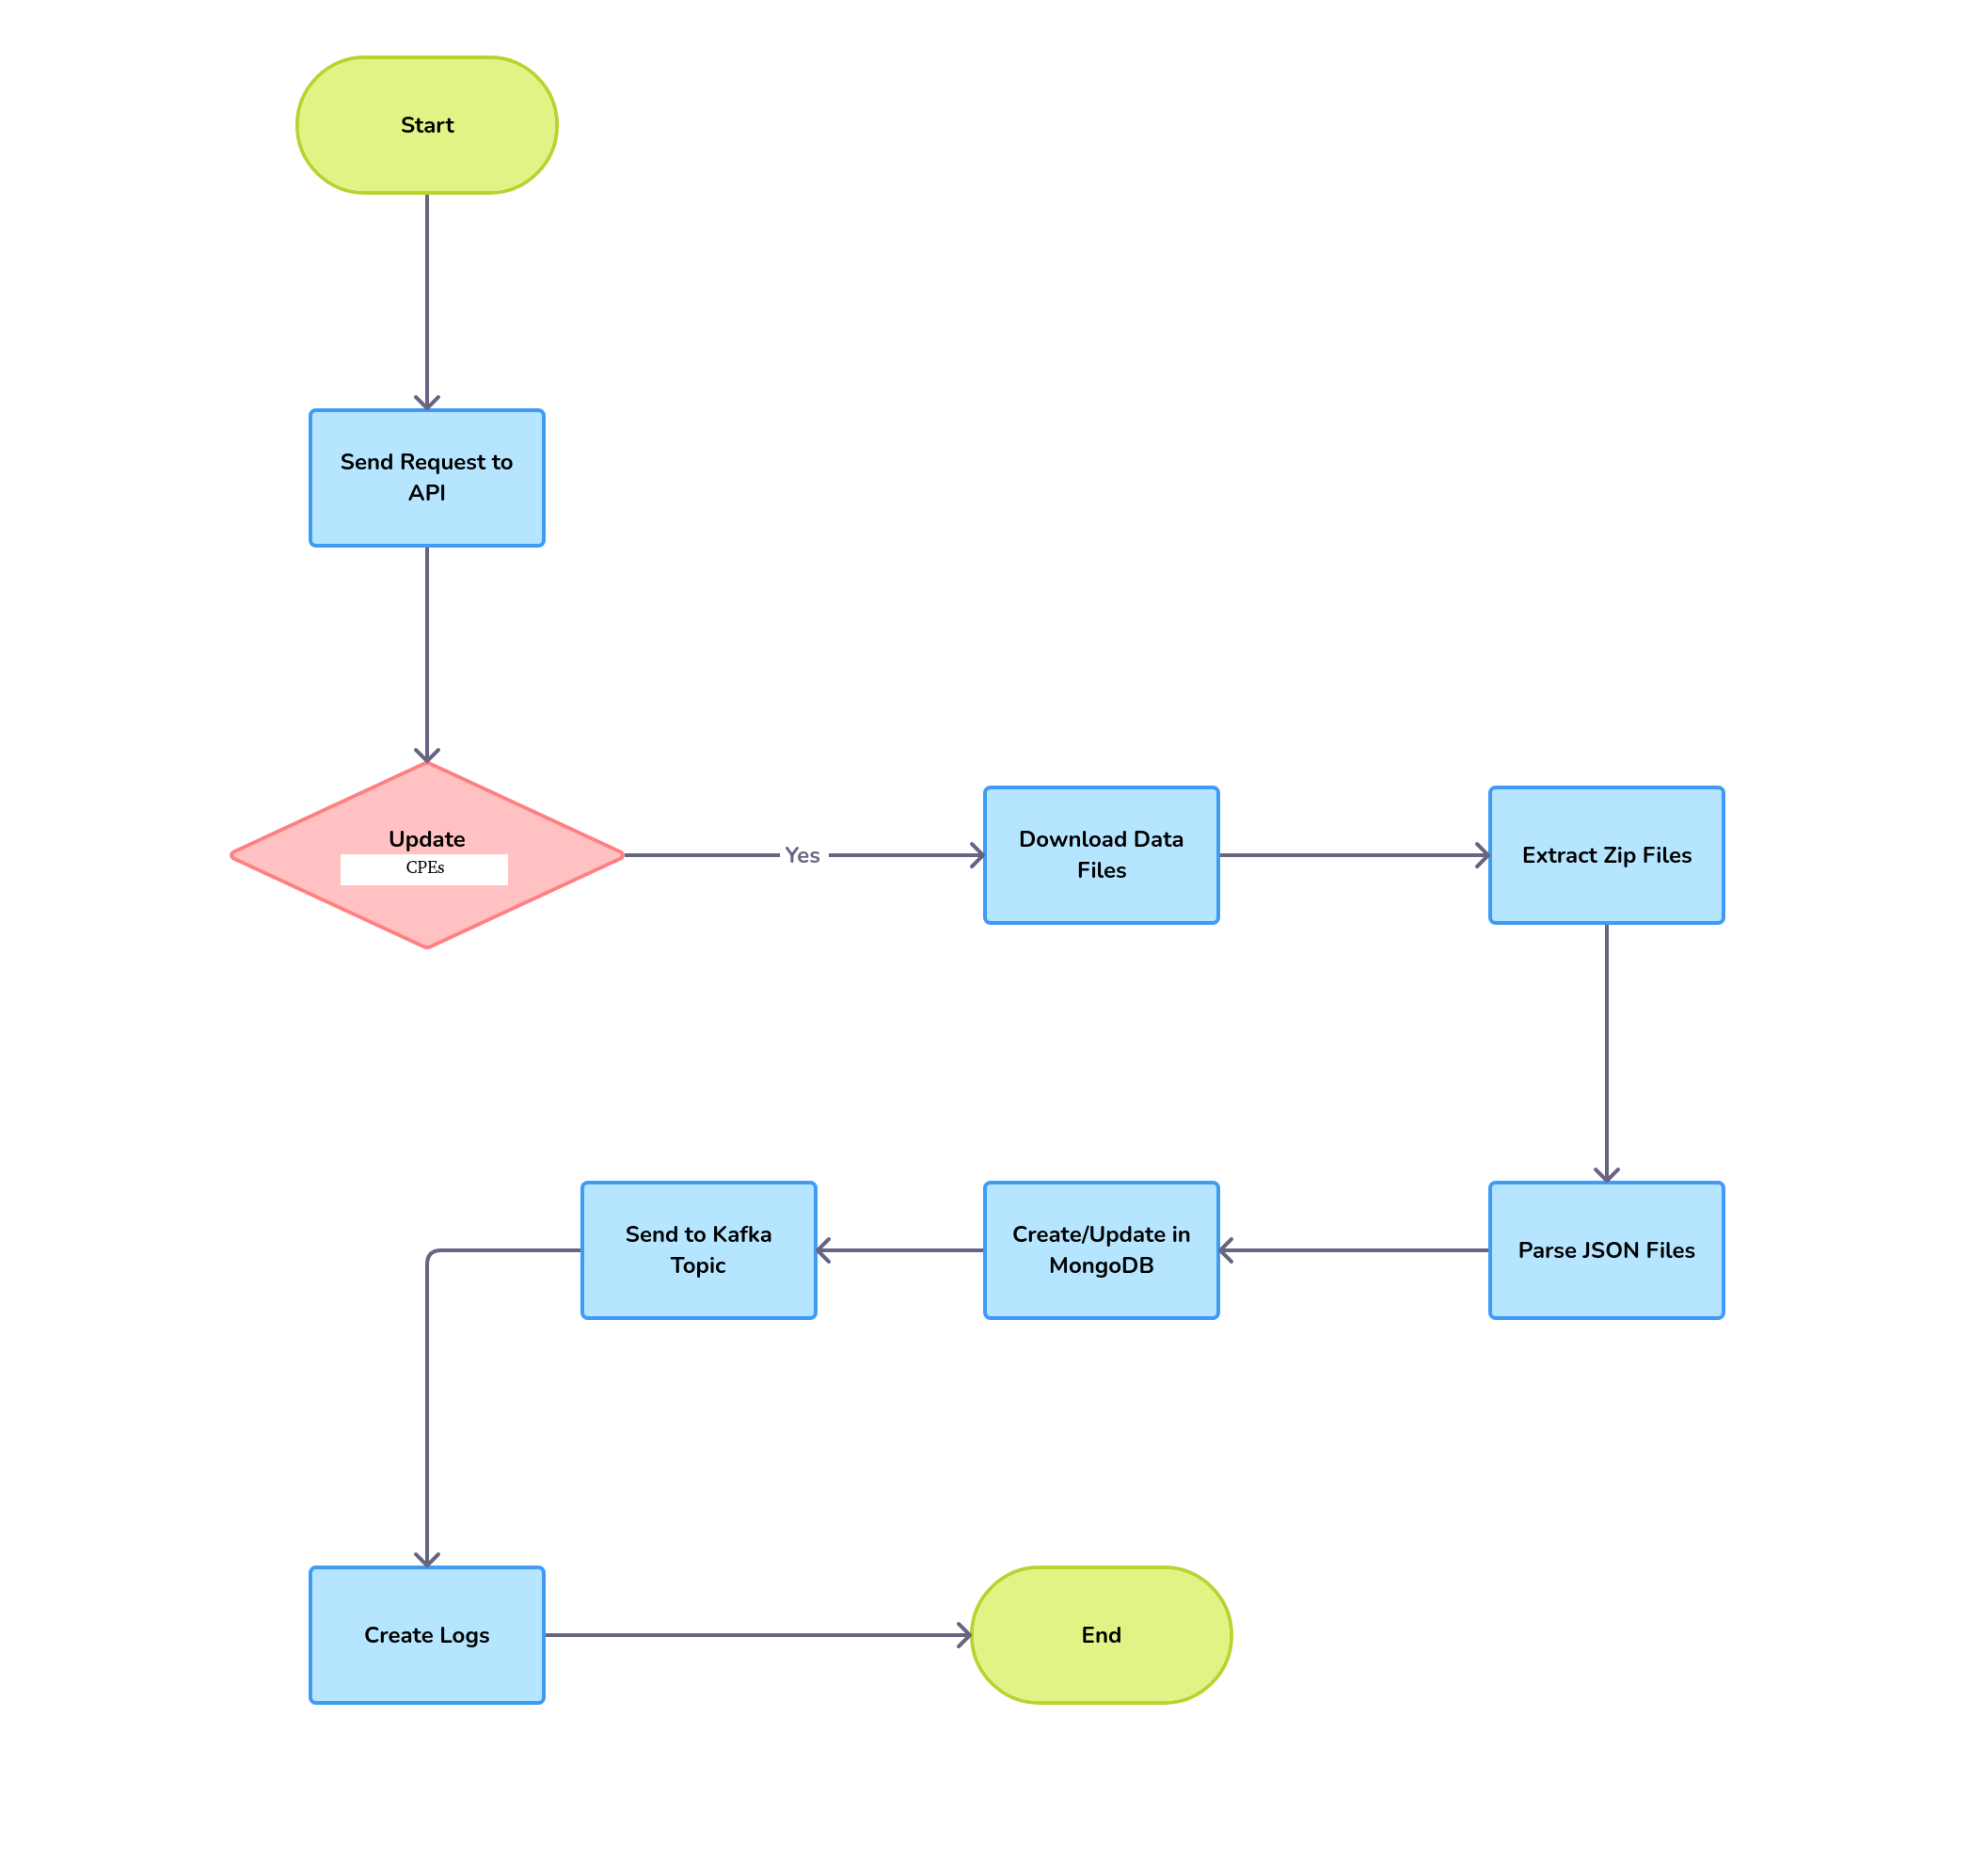 Start
Send Request to
API
Update
CPEs
Yes
Download Data
Files
Extract Zip Files
Parse JSON Files
Create/Update in
MongoDB
Send to Kafka
Topic
Create Logs
End